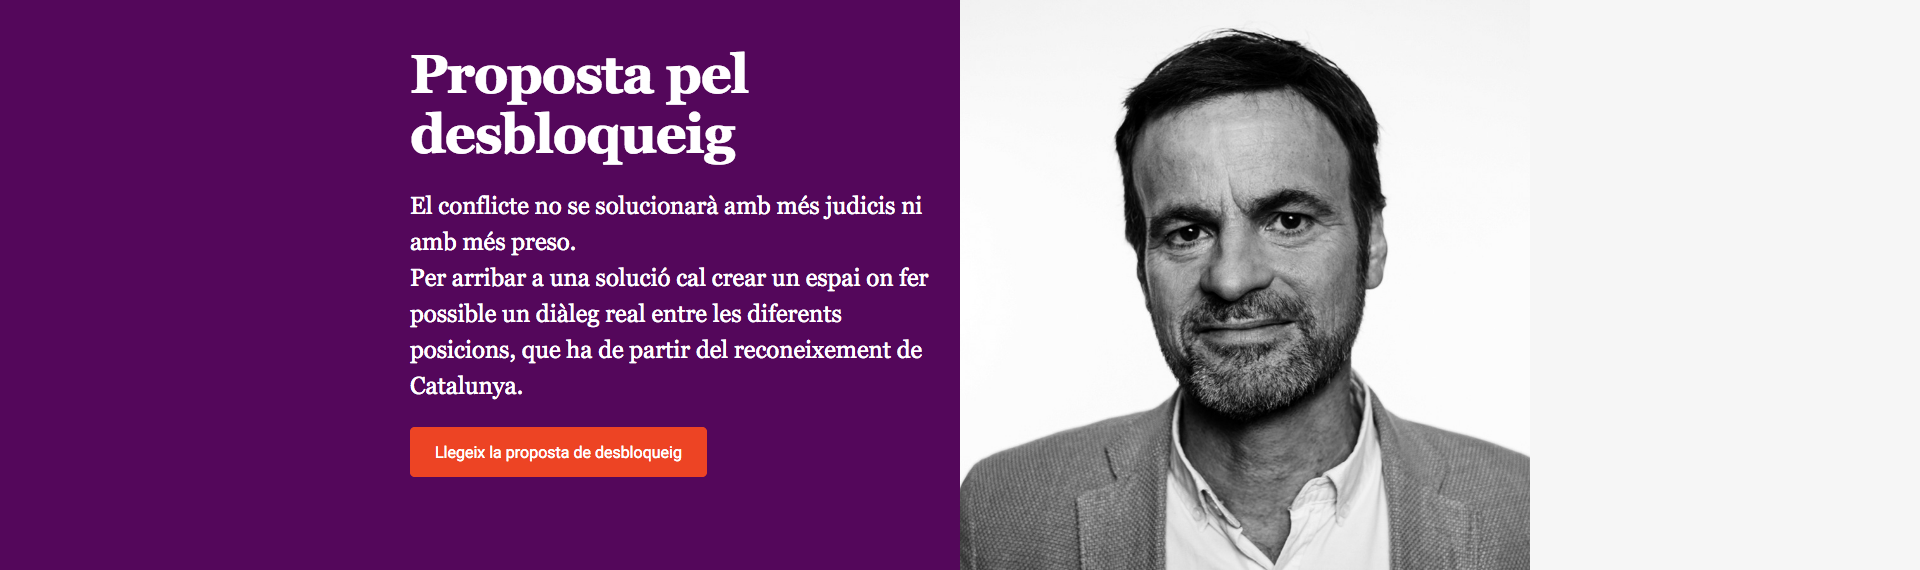 Proposta pel
desbloqueig
El conflicte no se solucionarà amb més judicis ni
amb més preso.
Per arribar a una solució cal crear un espai on fer
possible un diàleg real entre les diferents
posicions, que ha de partir del reconeixement de
Catalunya.
Llegeix la proposta de desbloqueig